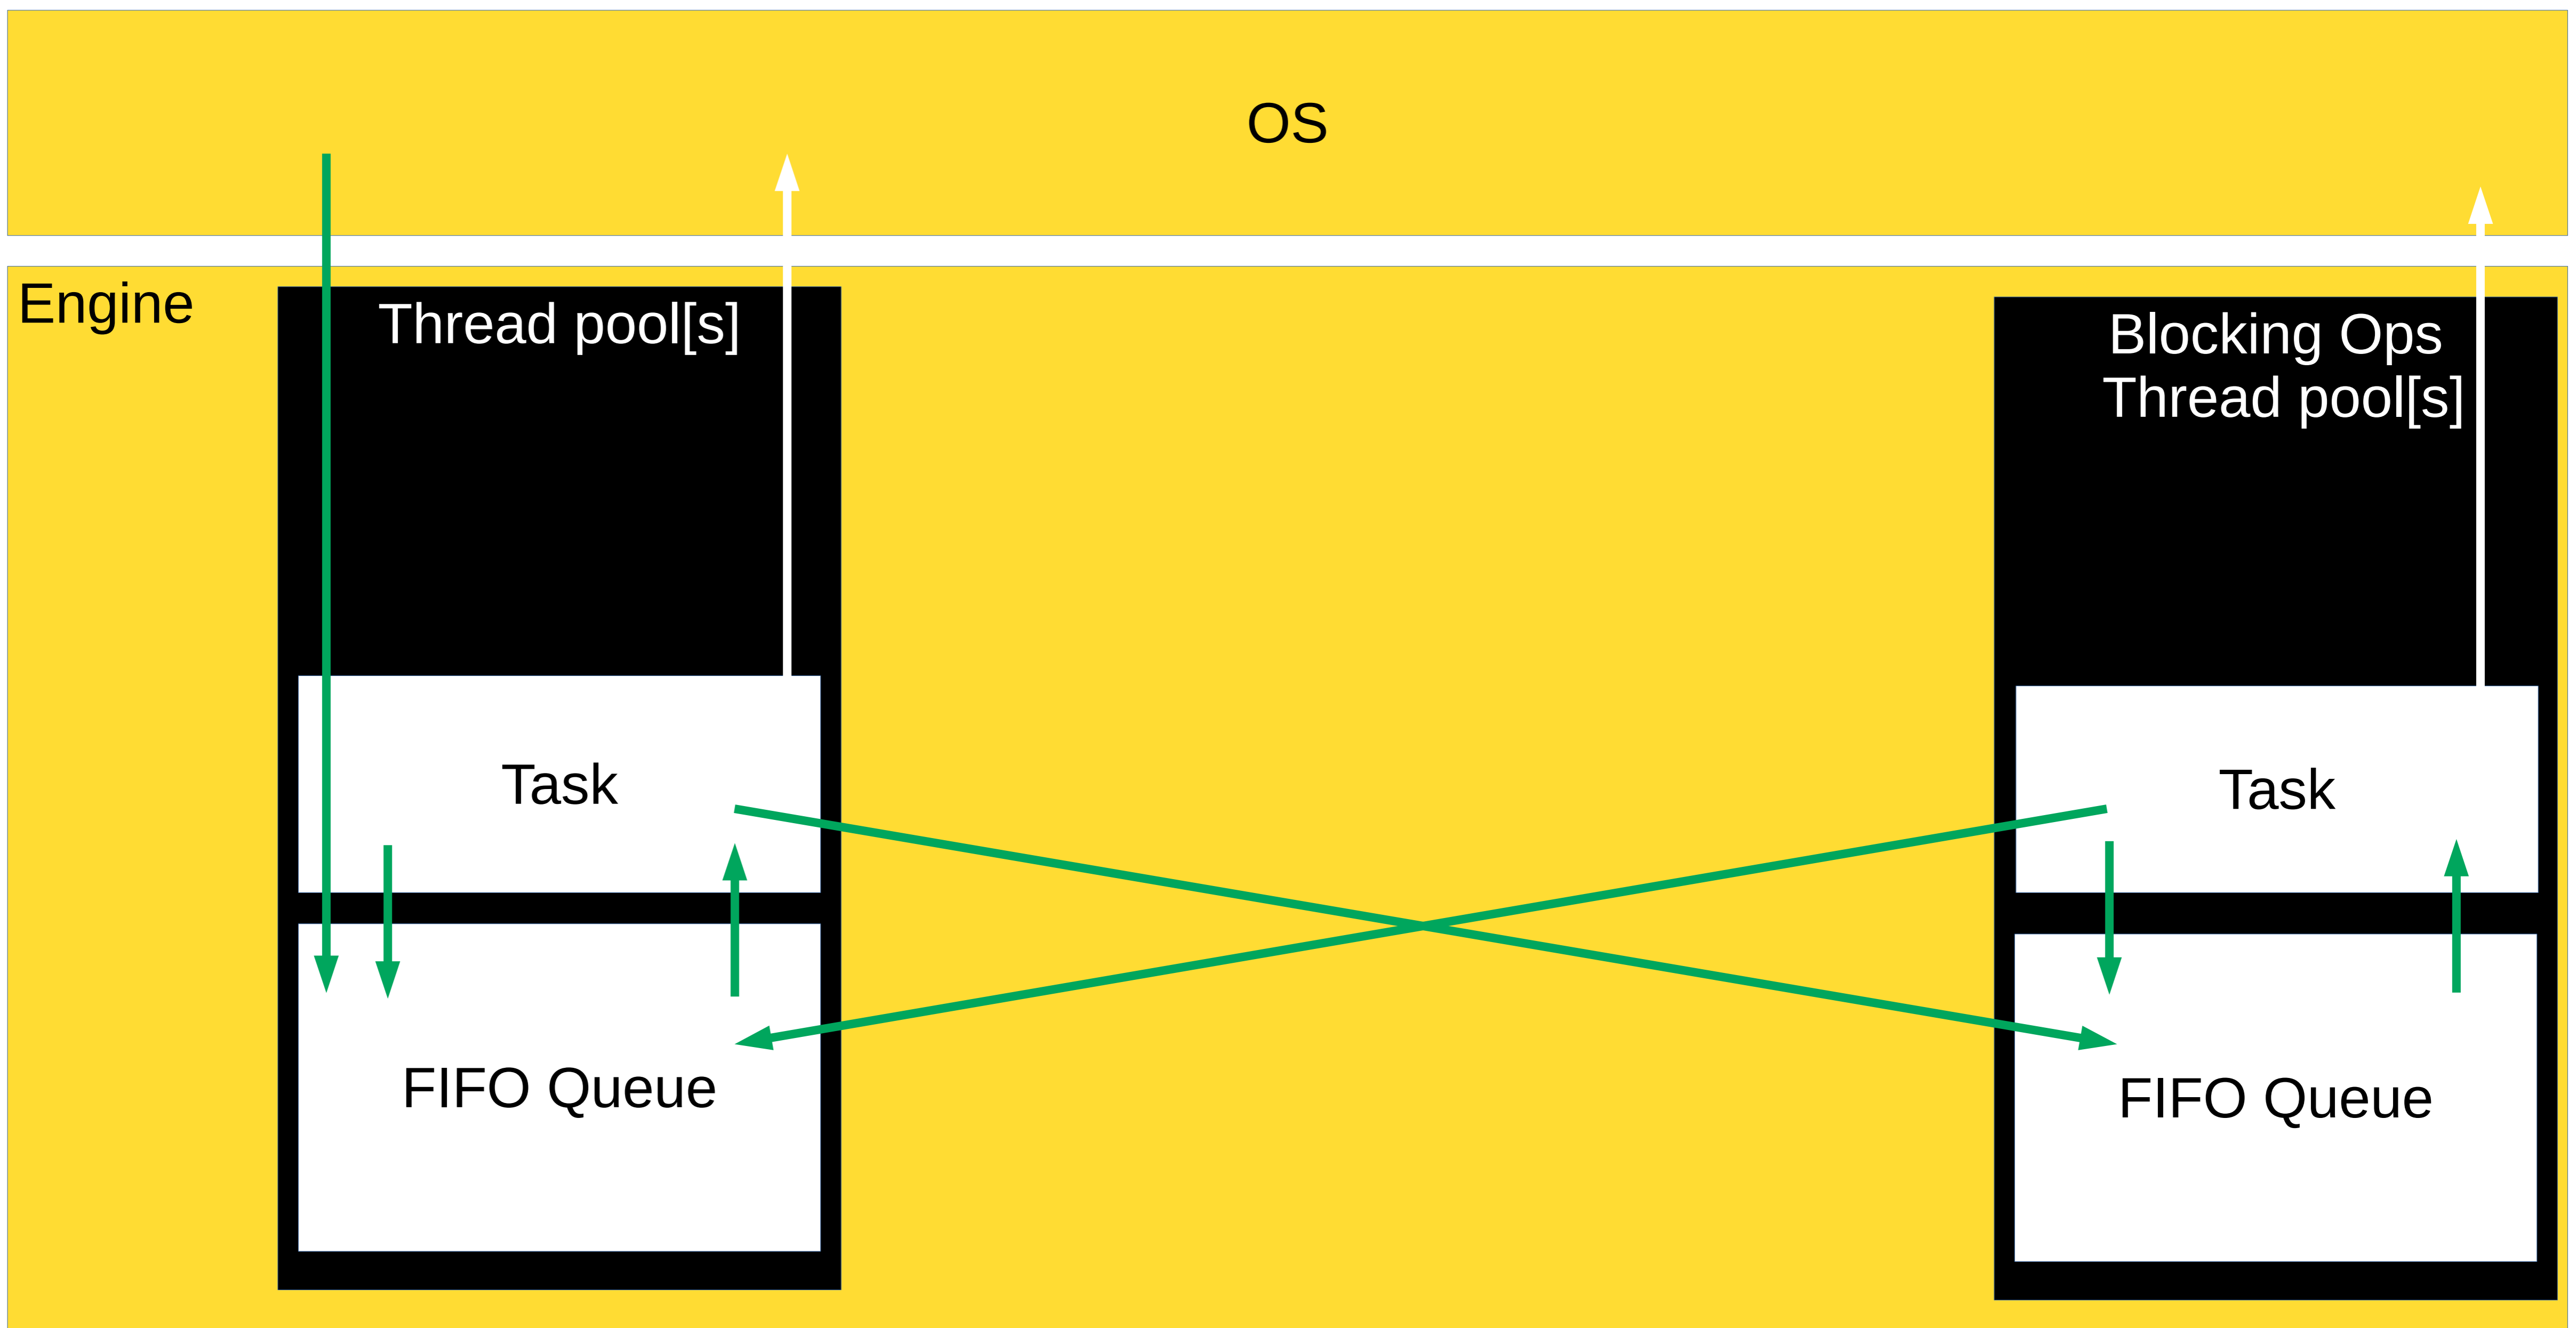 OS
Engine
Thread pool[s]
Task
FIFO Queue
Blocking Ops
Thread pool[s]
Task
FIFO Queue